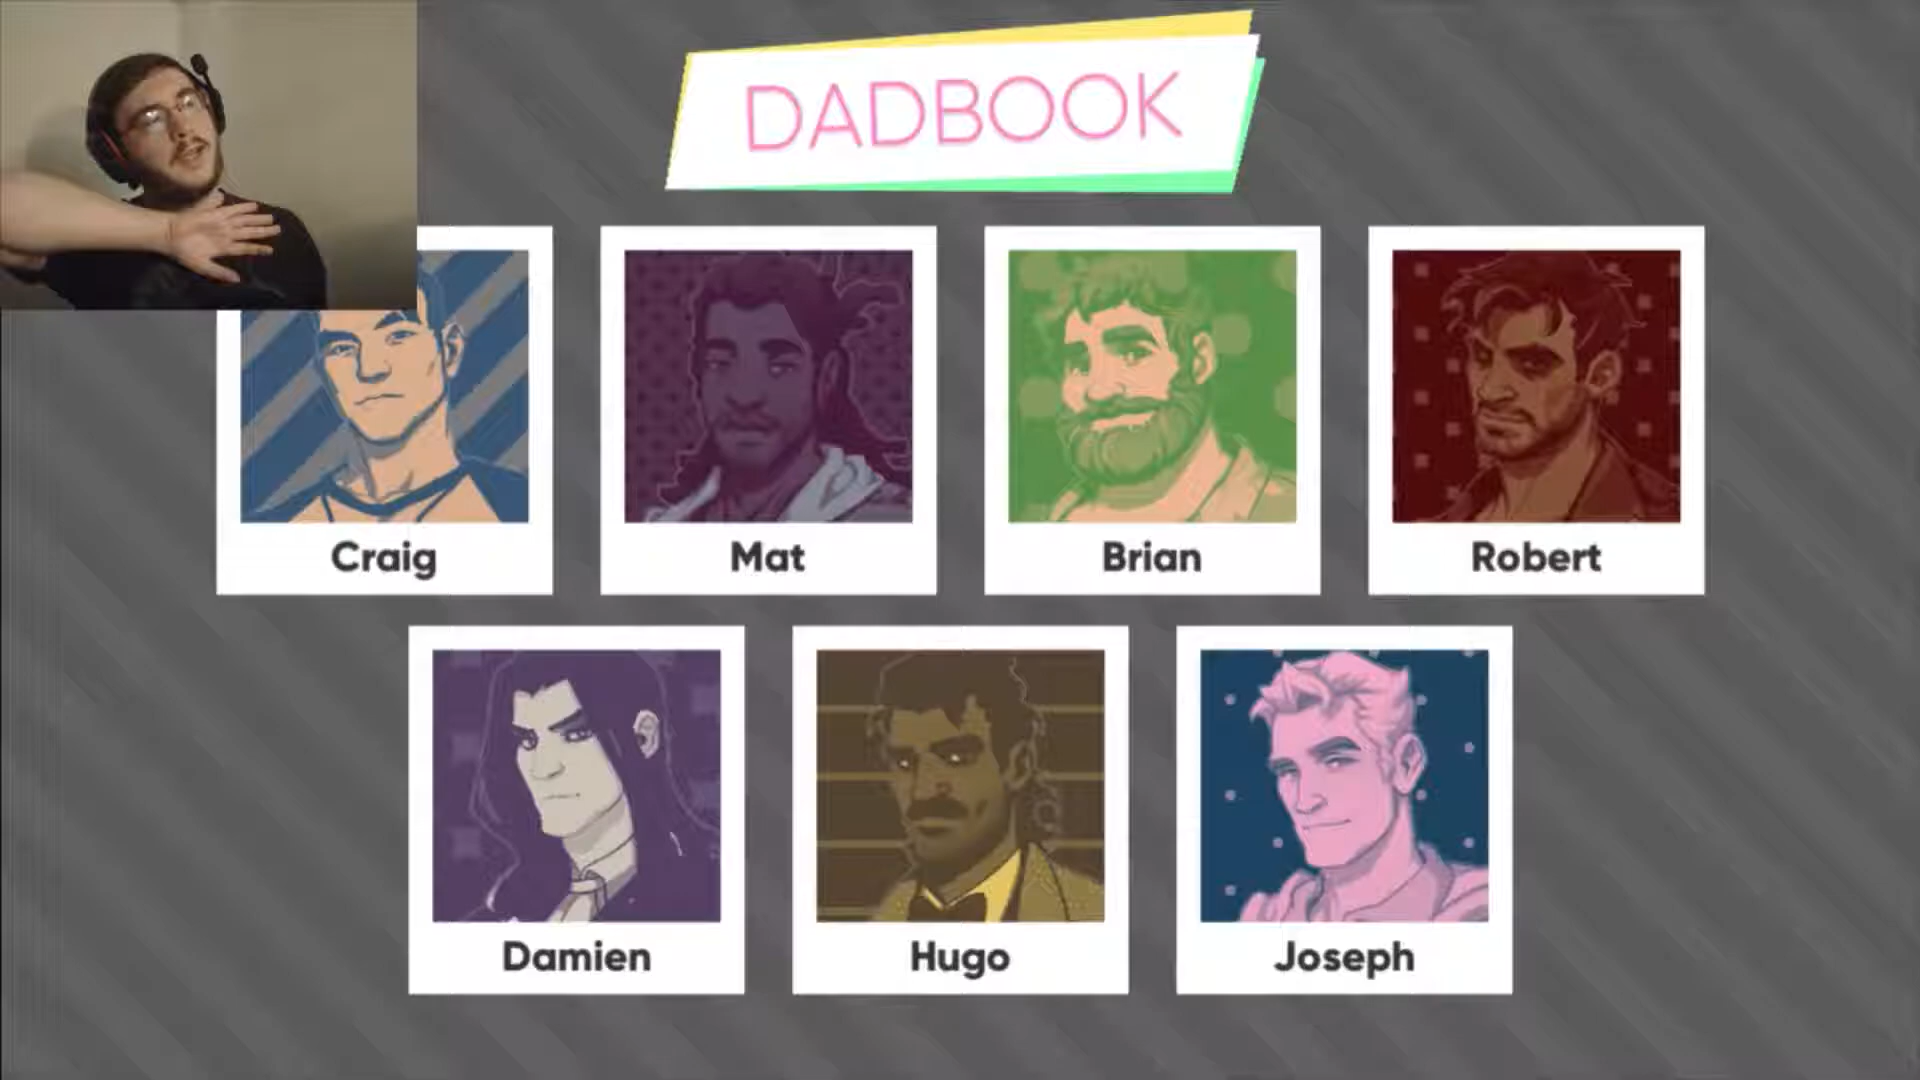 DADBOOK
Craig
Mat
Brian
Robert
Damien
Hugo
Joseph